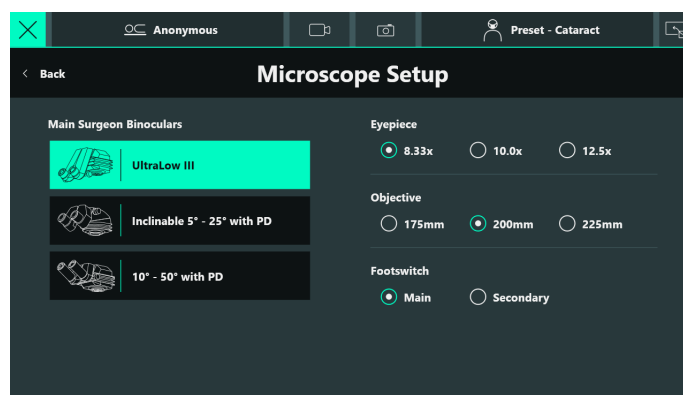 Anonymous
Preset - Cataract
Back
Microscope Setup
Main Surgeon Binoculars
UltraLow III
Inclinable 5° - 25° with PD
10° - 50° with PD
Eyepiece
8.33x 10.0x 12.5x
Objective
175mm 200mm 225mm
Footswitch
Main Secondary